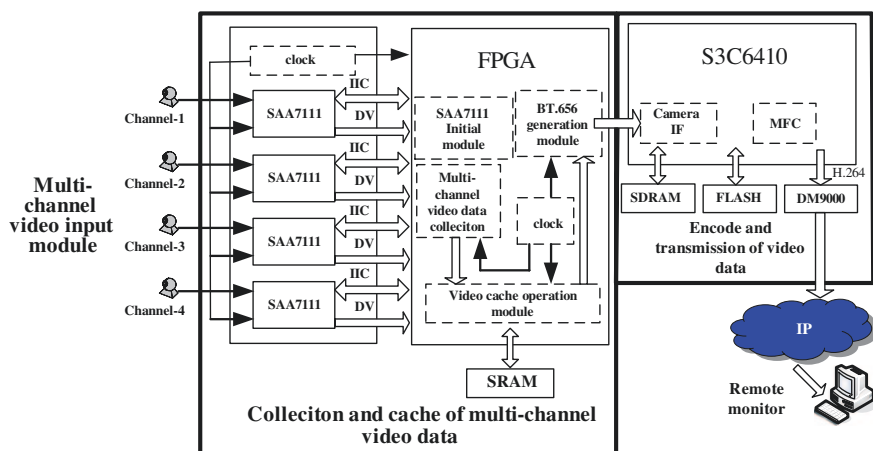 Multi-
channel
video input
module
Channel-1
Channel-2
Channel-3
Channel-4
clock
SAA7111
SAA7111
SAA7111
SAA7111
IIC
DV
IIC
DV
IIC
DV
IIC
DV
FPGA
SAA7111
Initial
module
BT.656
generation
module
Multi-
channel
video data
colleciton
clock
Video cache operation
module
SRAM
Colleciton and cache of multi-channel
video data
S3C6410
Camera
IF
MFC
H.264
SDRAM
FLASH
DM9000
Encode and
transmission of video
data
IP
Remote
monitor